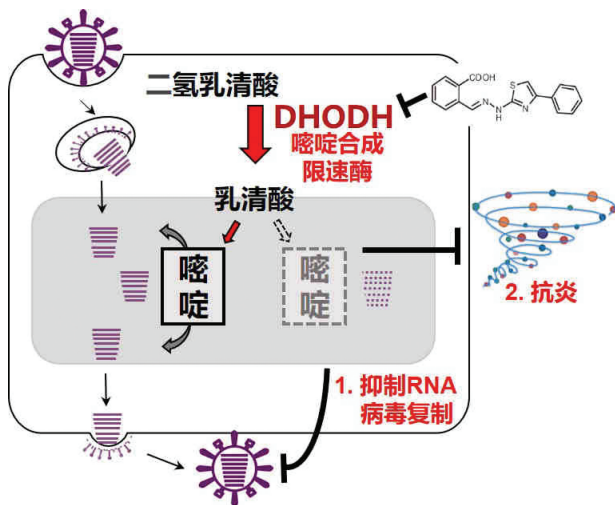 二氢乳清酸
DHODH
嘧啶合成
限速酶
COOH
N
N
H
S
N
乳清酸
嘧
啶
嘧
啶
2. 抗炎
1. 抑制RNA
病毒复制